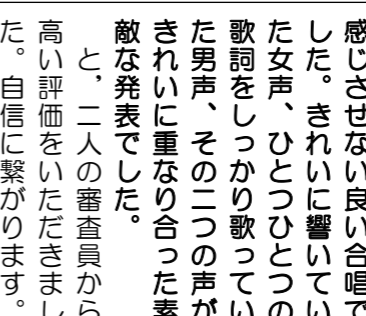 感じさせない良い合唱で
した。きれいに響いてい
た女声、ひとつひとつの
歌詞をしっかり歌ってい
た男声、その二つの声が
きれいに重なり合った素
敵な発表でした。
と，二人の審査員から
高い評価をいただきまし
た。自信に繋がります。